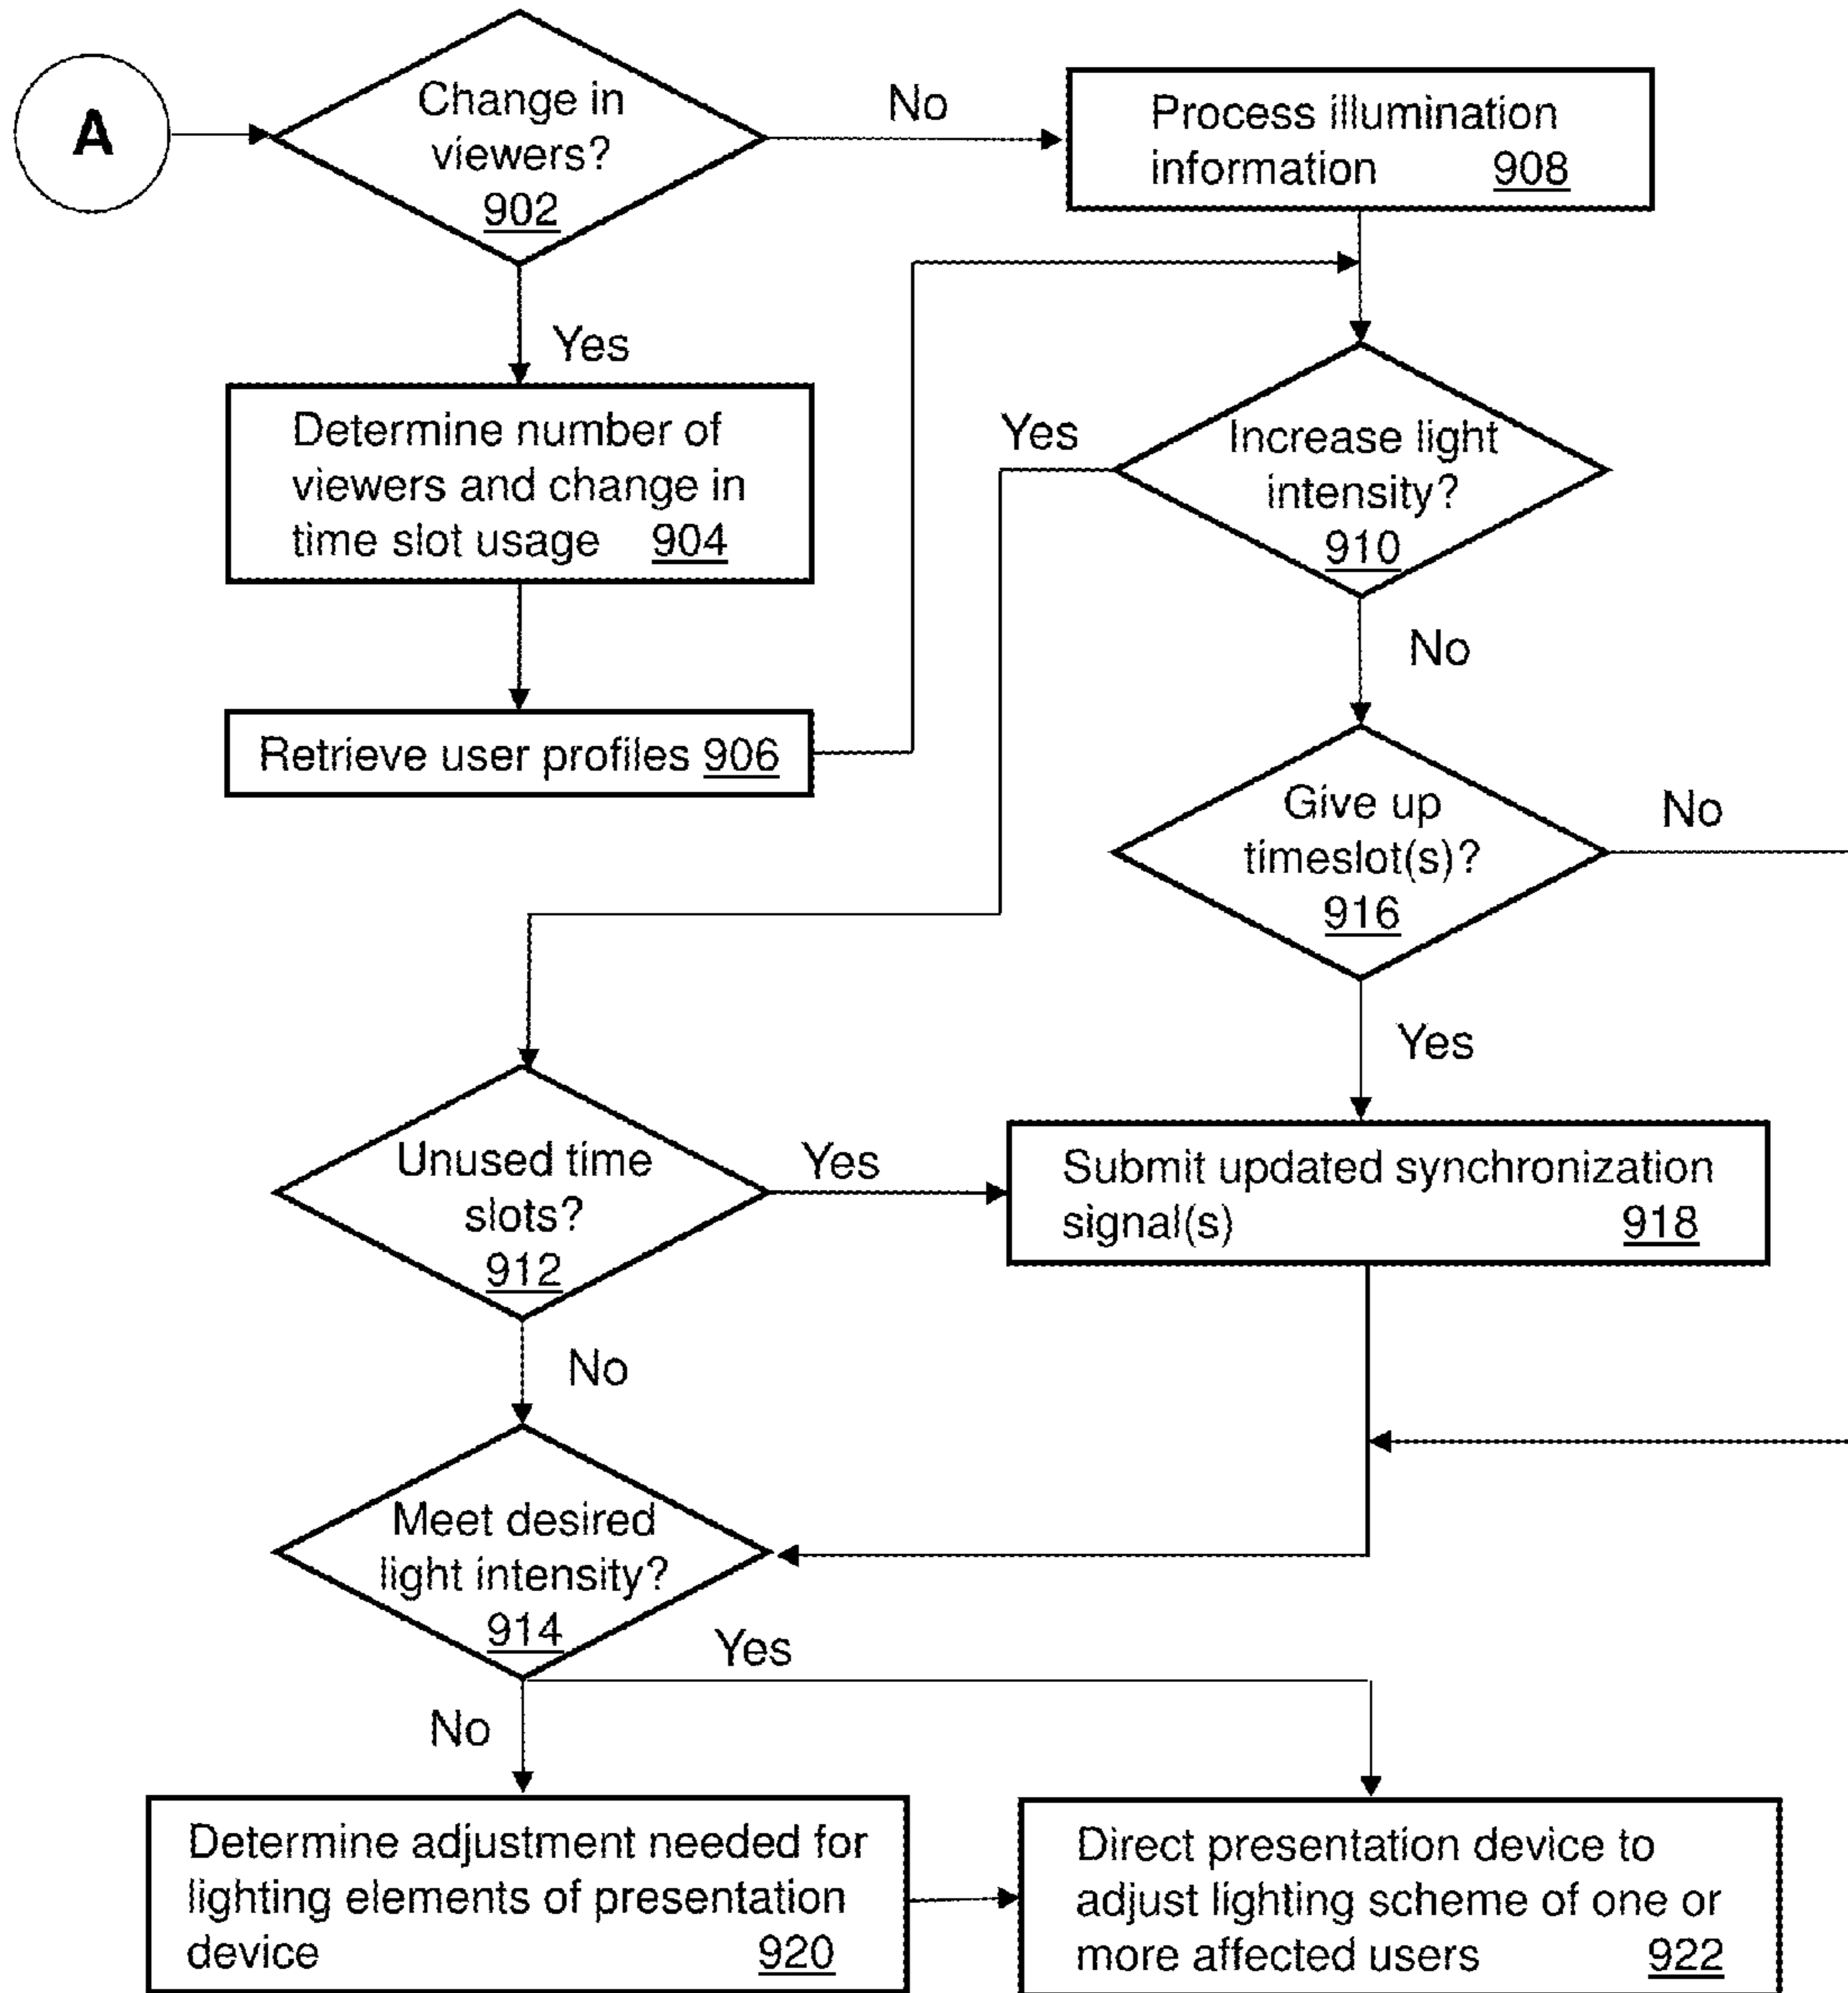 A
Change in
viewers?
902
No
Process illumination
information 908
Yes
Determine number of
viewers and change in
time slot usage 904
Retrieve user profiles 906
Yes
Increase light
intensity?
910
No
Give up
timeslot(s)?
916
No
Yes
Unused time
slots?
912
Yes
Submit updated synchronization
signal(s) 918
No
Meet desired
light intensity?
914
Yes
No
Determine adjustment needed for
lighting elements of presentation
device 920
Direct presentation device to
adjust lighting scheme of one or
more affected users 922